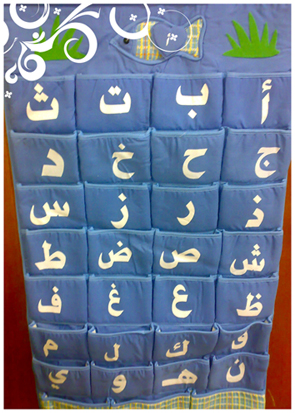 أ ب ت ث
ج ح خ د
ذ ر ز س
ش ص ض ط
ظ ع غ ف
ق ك ل م
ن هـ و ي